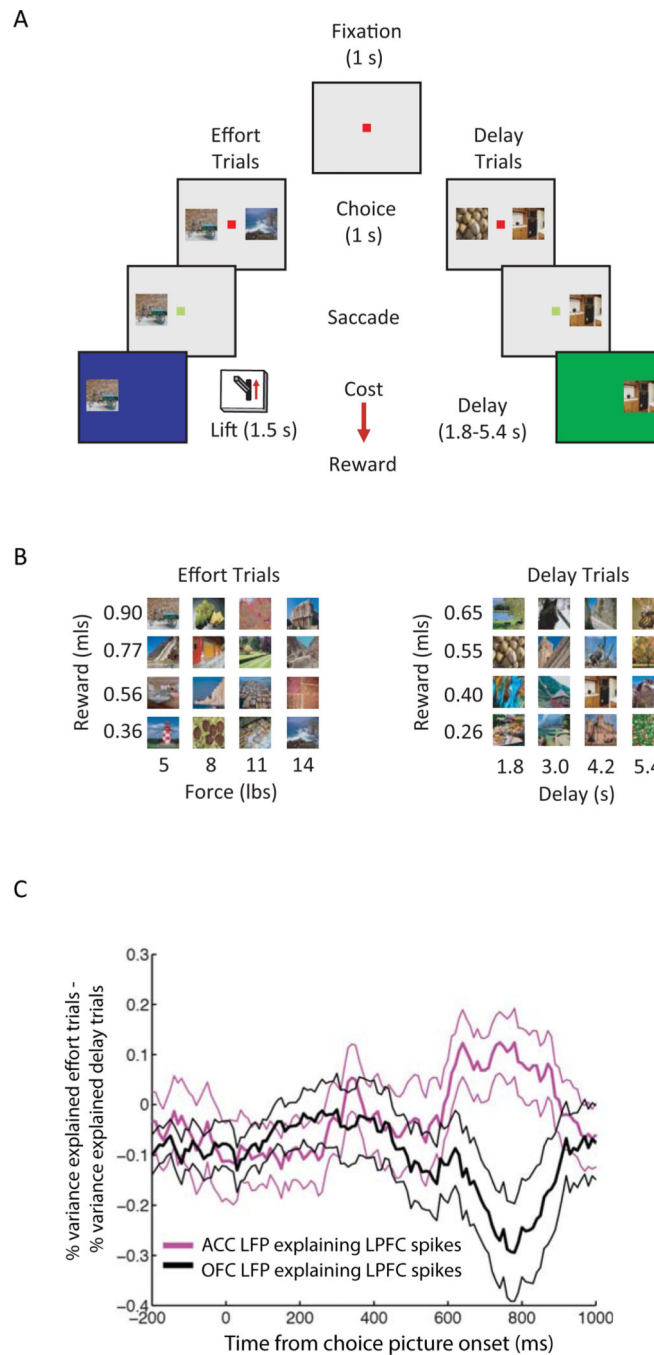 A
Fixation
(1 s)
Effort
Trials
Delay
Trials
Choice
(1 s)
Saccade
Cost
Lift (1.5 s)
Delay
(1.8-5.4 s)
Reward
B
Effort Trials
Reward (mls)
0.90
0.77
0.56
0.36
5 8 11 14
Force (lbs)
Delay Trials
Reward (mls)
0.65
0.55
0.40
0.26
1.8 3.0 4.2 5.4
Delay (s)
C
% variance explained effort trials -
% variance explained delay trials
0.3
0.2
0.1
0
-0.1
-0.2
-0.3
-0.4
ACC LFP explaining LPFC spikes
OFC LFP explaining LPFC spikes
-200 0 200 400 600 800 1000
Time from choice picture onset (ms)